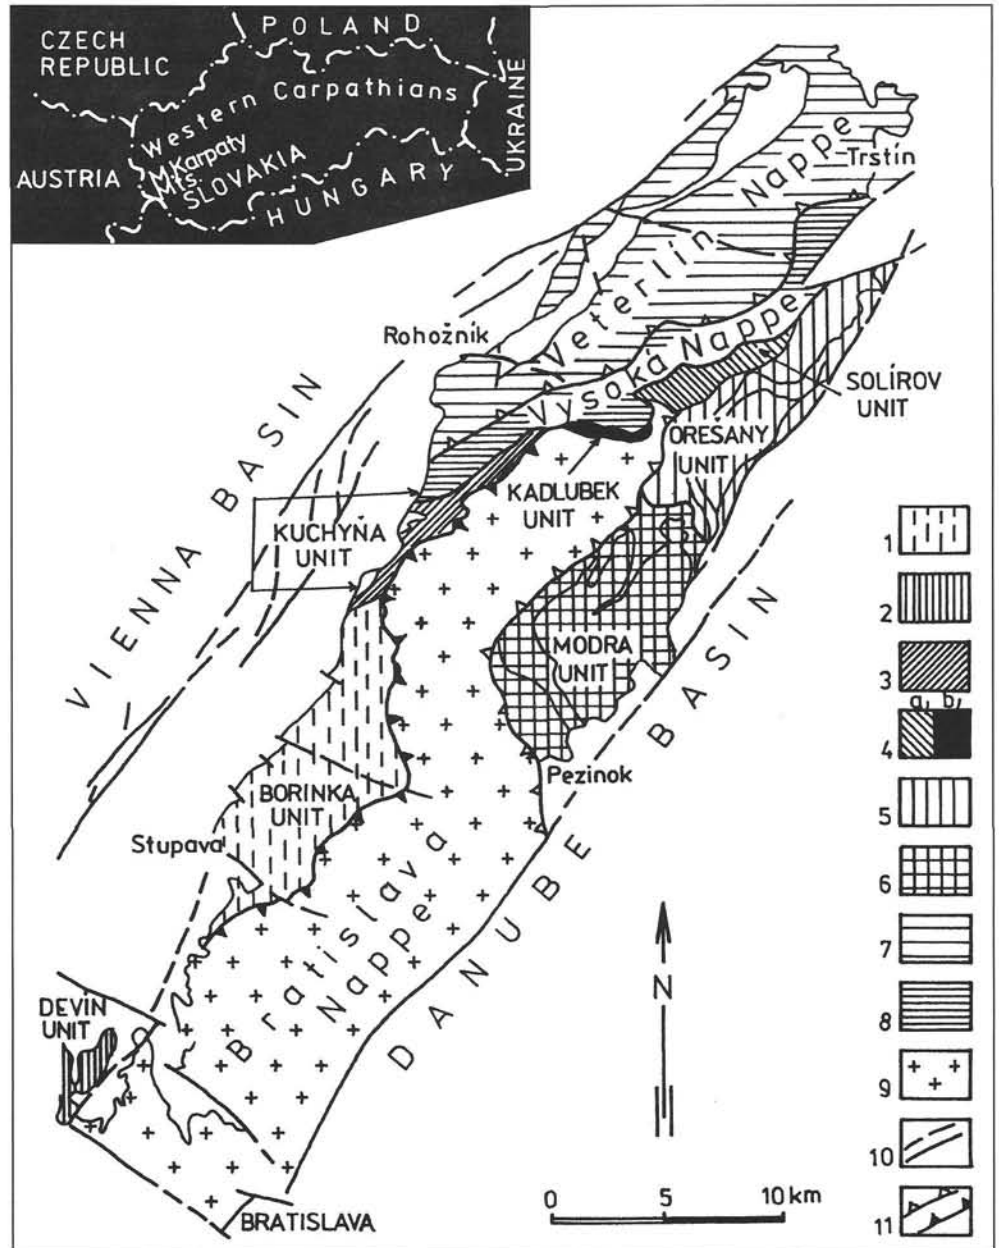 CZECH
REPUBLIC
POLAND
UKRAINE
Western Carpathians
M.Karpaty
Mts.
SLOVAKIA
AUSTRIA
HUNGARY
Trstín
Veterlín Nappe
Rohožník
Vysoká Nappe
SOLÍROV
UNIT
OREŠANY
UNIT
KADLUBEK
UNIT
KUCHYŇA
UNIT
VIENNA BASIN
MODRA
UNIT
Pezinok
BORINKA
UNIT
Stupava
Bratislava
Nappe
DANUBE BASIN
DEVÍN
UNIT
BRATISLAVA
N
0 5 10 km
1
2
3
a, b,
4
5
6
7
8
9
10
11